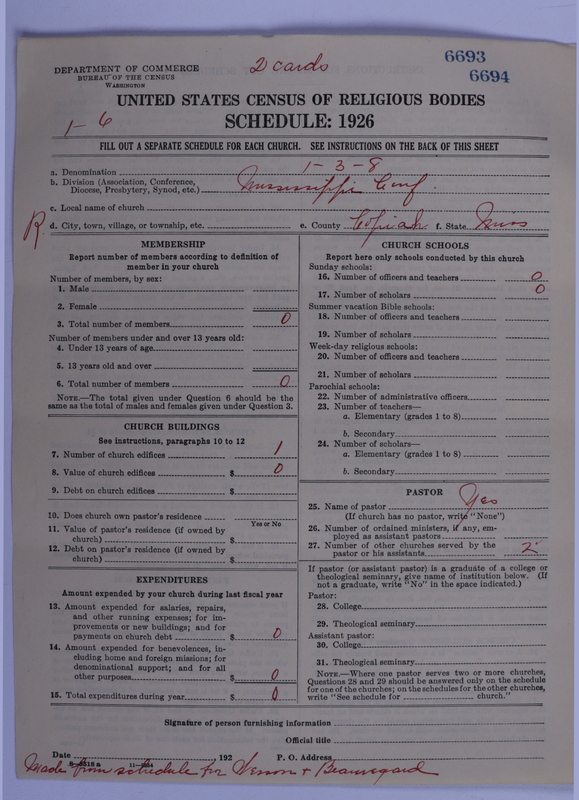 6693
6694
2 cards
DEPARTMENT OF COMMERCE
BUREAU OF THE CENSUS
WASHINGTON
UNITED STATES CENSUS OF RELIGIOUS BODIES
1-6
SCHEDULE: 1926
FILL OUT A SEPARATE SCHEDULE FOR EACH CHURCH. SEE INSTRUCTIONS ON THE BACK OF THIS SHEET
a. Denomination 1-3-8
b. Division (Association, Conference, Diocese, Presbytery, Synod, etc.) Mississippi Conf.
c. Local name of church
R
d. City, town, village, or township, etc. e. County Copiah f. State Miss
MEMBERSHIP
Report number of members according to definition of
member in your church
Number of members, by sex:
1. Male
2. Female
3. Total number of members 0
Number of members under and over 13 years old:
4. Under 13 years of age
5. 13 years old and over
6. Total number of members 0
NOTE.—The total given under Question 6 should be the
same as the total of males and females given under Question 3.
CHURCH BUILDINGS
See instructions, paragraphs 10 to 12
7. Number of church edifices 1
8. Value of church edifices $ 0
9. Debt on church edifices $
10. Does church own pastor's residence
Yes or No
11. Value of pastor's residence (if owned by
church) $
12. Debt on pastor's residence (if owned by
church) $
EXPENDITURES
Amount expended by your church during last fiscal year
13. Amount expended for salaries, repairs,
and other running expenses; for im-
provements or new buildings; and for
payments on church debt $ 0
14. Amount expended for benevolences, in-
cluding home and foreign missions; for
denominational support; and for all
other purposes $ 0
15. Total expenditures during year $ 0
CHURCH SCHOOLS
Report here only schools conducted by this church
Sunday schools:
16. Number of officers and teachers 0
17. Number of scholars 0
Summer vacation Bible schools:
18. Number of officers and teachers
19. Number of scholars
Week-day religious schools:
20. Number of officers and teachers
21. Number of scholars
Parochial schools:
22. Number of administrative officers
23. Number of teachers—
a. Elementary (grades 1 to 8)
b. Secondary
24. Number of scholars—
a. Elementary (grades 1 to 8)
b. Secondary
PASTOR
25. Name of pastor Yes
(If church has no pastor, write "None")
26. Number of ordained ministers, if any, em-
ployed as assistant pastors
27. Number of other churches served by the
pastor or his assistants 2
If pastor (or assistant pastor) is a graduate of a college or
theological seminary, give name of institution below. (If
not a graduate, write "No" in the space indicated.)
Pastor:
28. College
29. Theological seminary
Assistant pastor:
30. College
31. Theological seminary
NOTE.—Where one pastor serves two or more churches,
Questions 28 and 29 should be answered only on the schedule
for one of the churches; on the schedules for the other churches,
write "See schedule for church."
Signature of person furnishing information
Official title
Date , 192 P. O. Address
Made from schedule for Wesson + Beauregard